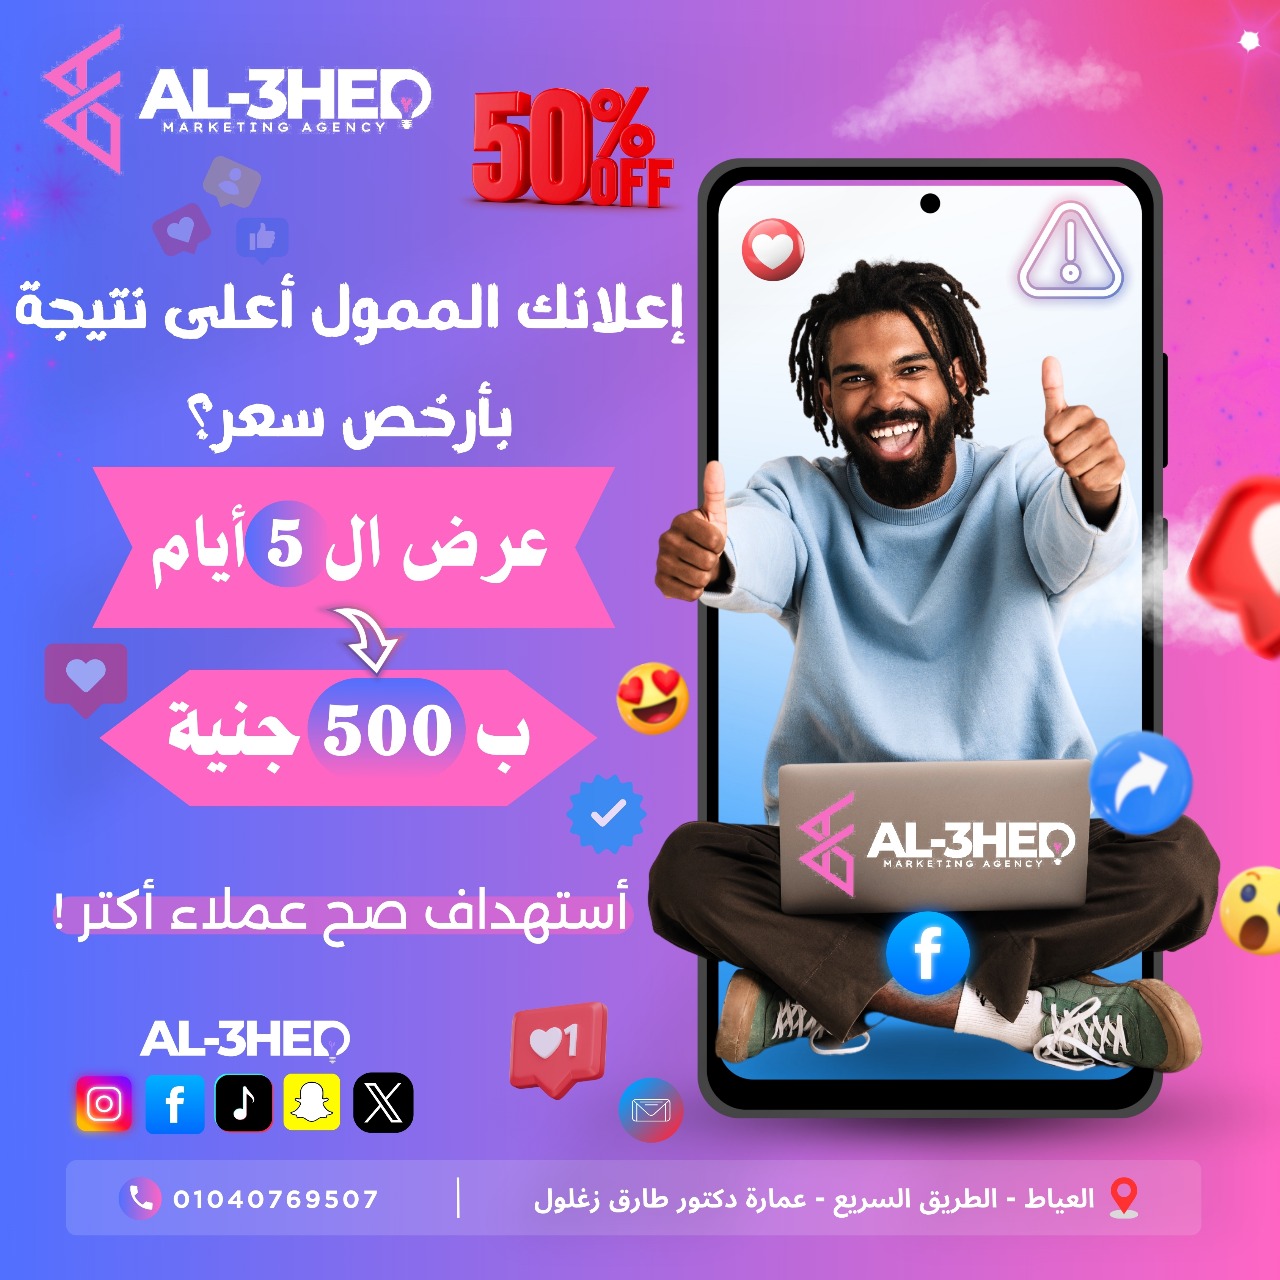 AL-3HED
MARKETING AGENCY
50%
OFF
إعلانك الممول أعلى نتيجة
بأرخص سعر؟
عرض ال 5 أيام
ب 500 جنية
أستهداف صح عملاء أكتر !
AL-3HED
MARKETING AGENCY
1
AL-3HED
العياط - الطريق السريع - عمارة دكتور طارق زغلول
01040769507